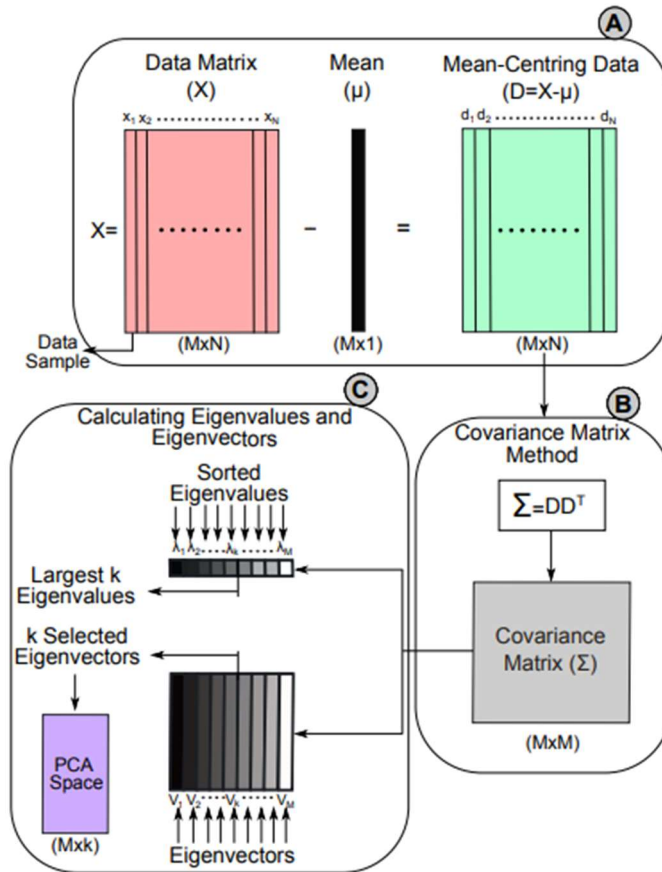 A
Data Matrix
(X)
Mean
(μ)
Mean-Centring Data
(D=X-μ)
x1 x2 ................... xN
d1 d2 ................... dN
X= ........ - = ........
Data
Sample
(MxN)
(Mx1)
(MxN)
C
Calculating Eigenvalues and
Eigenvectors
Sorted
Eigenvalues
λ1 λ2 ....λk........λM
Largest k
Eigenvalues
k Selected
Eigenvectors
PCA
Space
(Mxk)
V1 V2 ....Vk........VM
Eigenvectors
B
Covariance Matrix
Method
Σ=DDT
Covariance
Matrix (Σ)
(MxM)